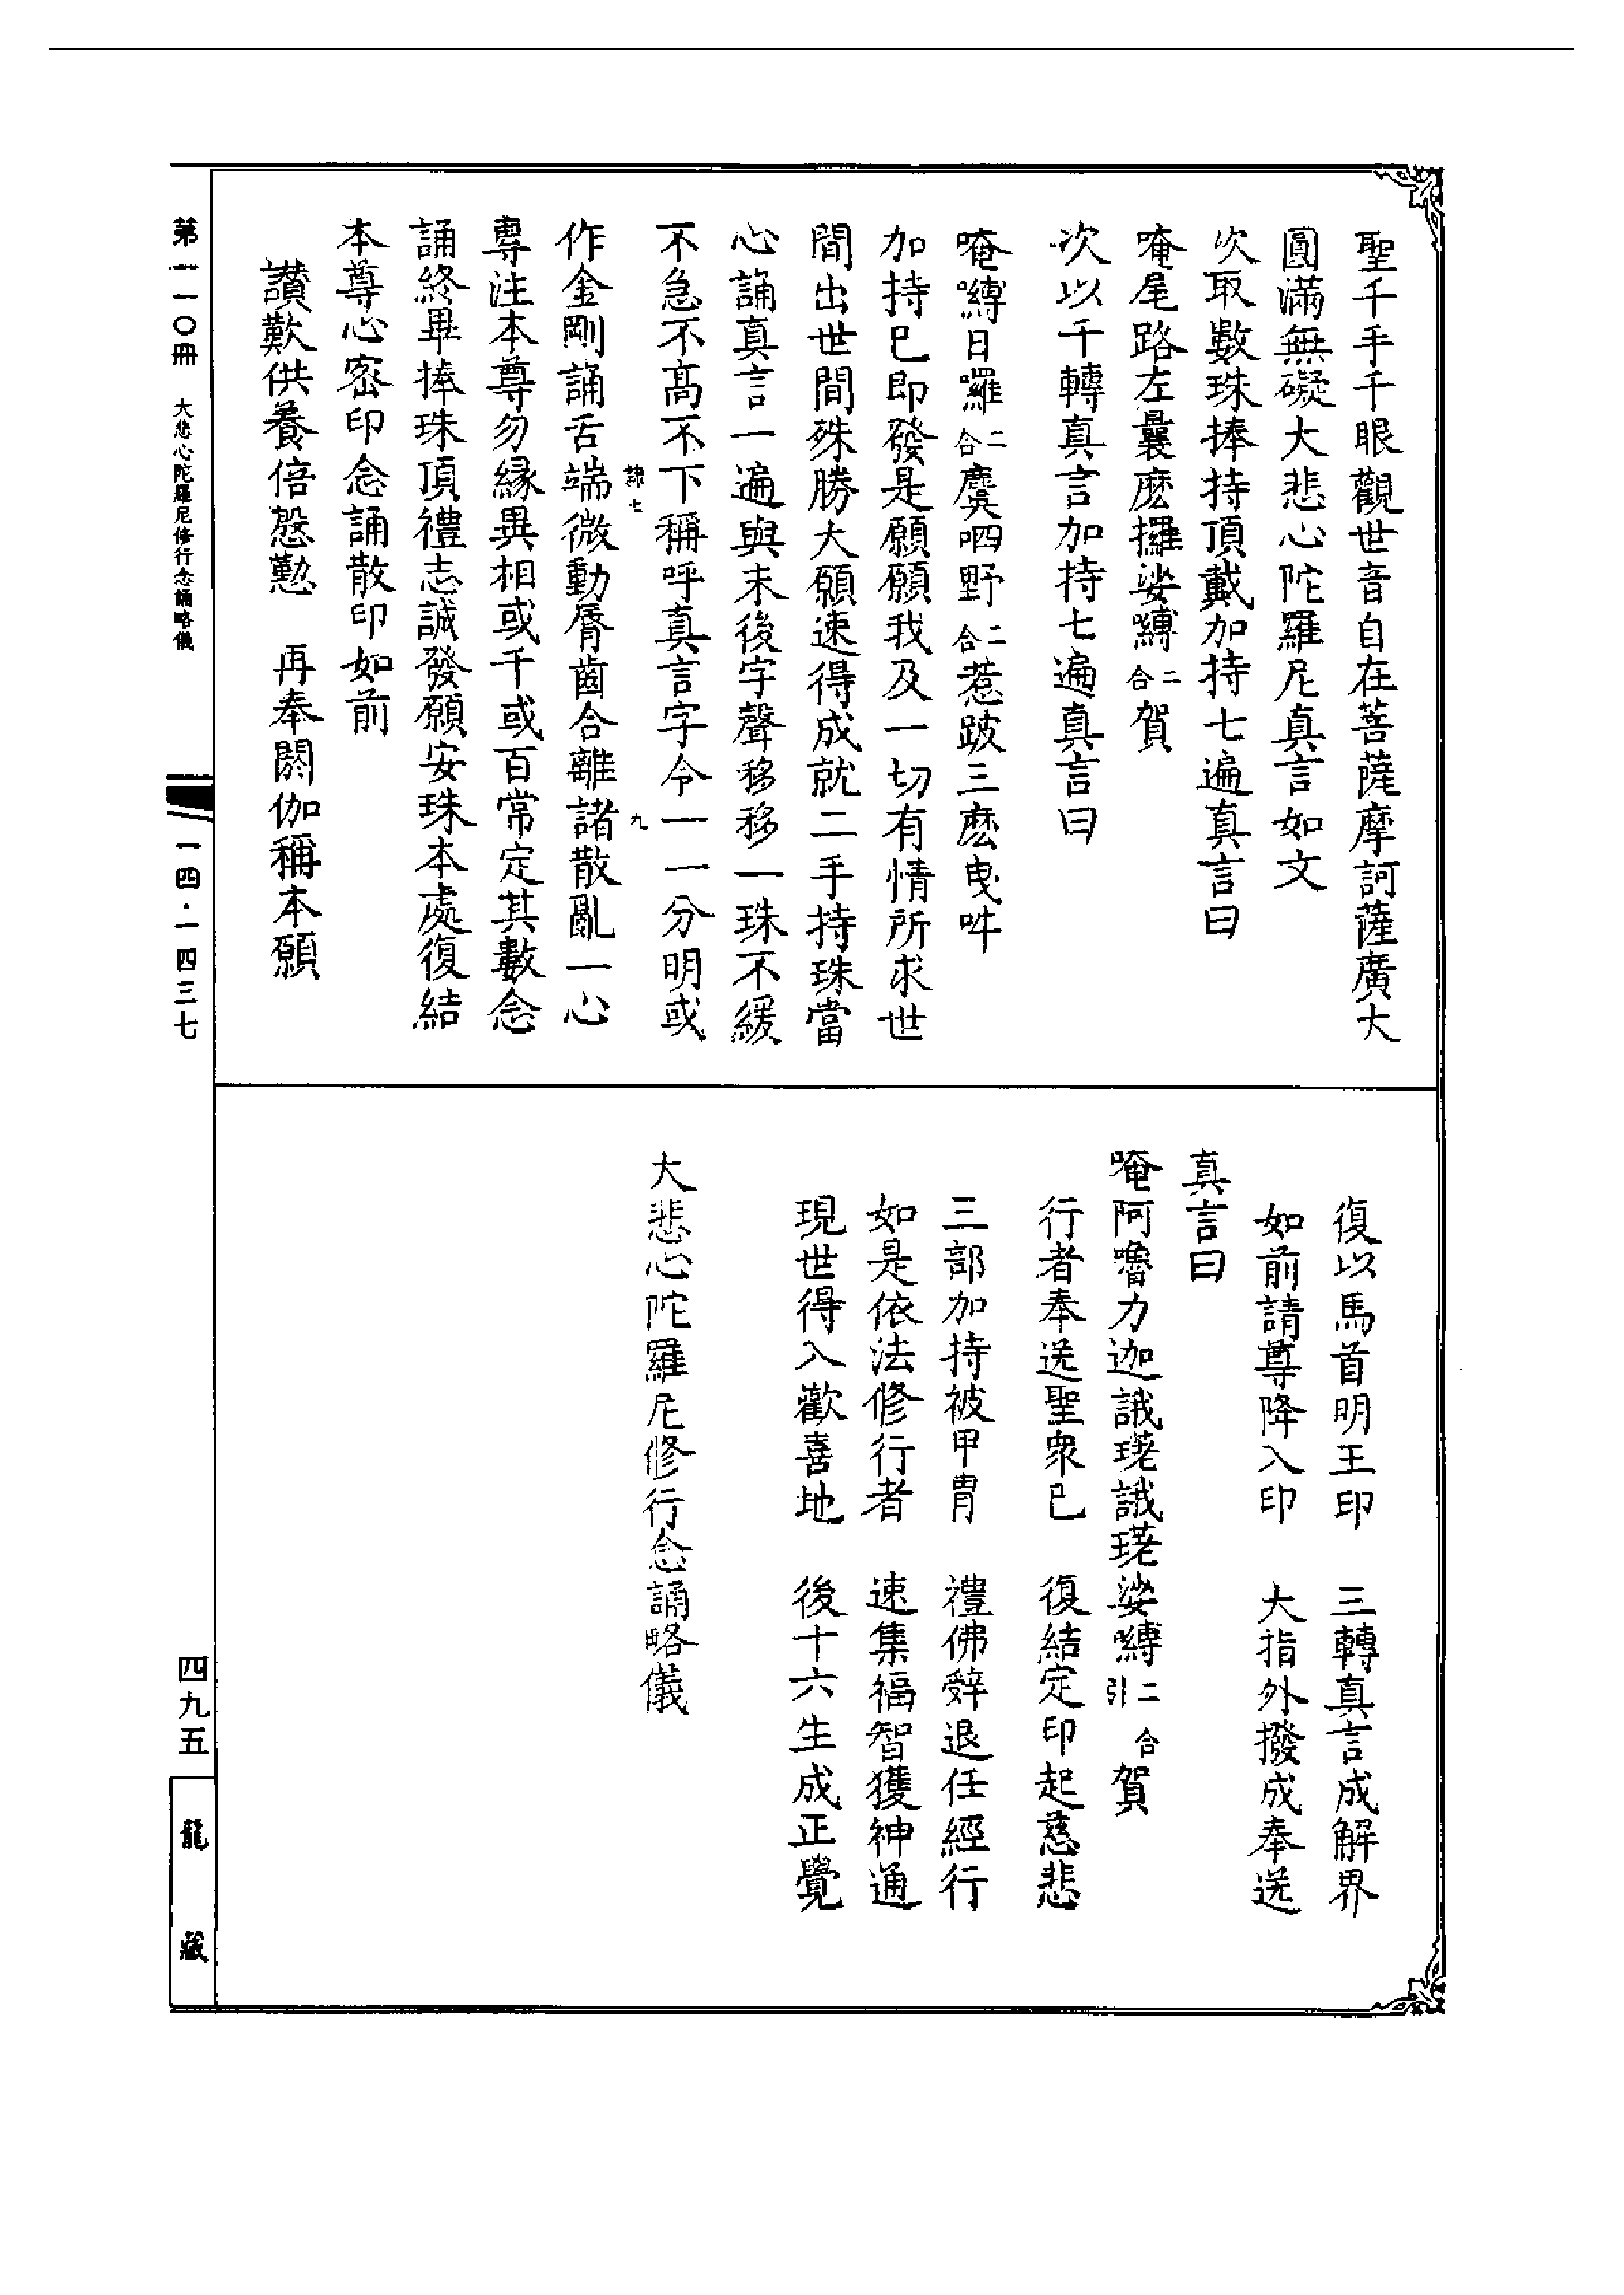 聖千手千眼觀世音自在菩薩摩訶薩廣大
圓滿無礙大悲心陀羅尼真言如文
次取數珠捧持頂戴加持七遍真言曰
唵尾路左曩麼攞娑嚩二合賀
次以千轉真言加持七遍真言曰
唵嚩日囉二合麌呬野二合惹跛三麼曳吽
加持已即發是願願我及一切有情所求世
間出世間殊勝大願速得成就二手持珠當
心誦真言一遍與末後字聲移移一珠不緩
不急不高不下稱呼真言字令一一分明或
隸七 九
作金剛誦舌端微動脣齒合離諸散亂一心
專注本尊勿緣異相或千或百常定其數念
誦終畢捧珠頂禮志誠發願安珠本處復結
本尊心密印念誦散印如前
讚歎供養倍慇懃 再奉閼伽稱本願
復以馬首明王印 三轉真言成解界
如前請尊降入印 大指外撥成奉送
真言曰
唵阿嚕力迦誐璞誐璞娑嚩二合引賀
行者奉送聖眾已 復結定印起慈悲
三部加持被甲冑 禮佛辤退任經行
如是依法修行者 速集福智獲神通
現世得入歡喜地 後十六生成正覺
大悲心陀羅尼修行念誦略儀
第一一〇冊 大悲心陀羅尼修行念誦略儀
一四·一四三七
四九五
龍藏